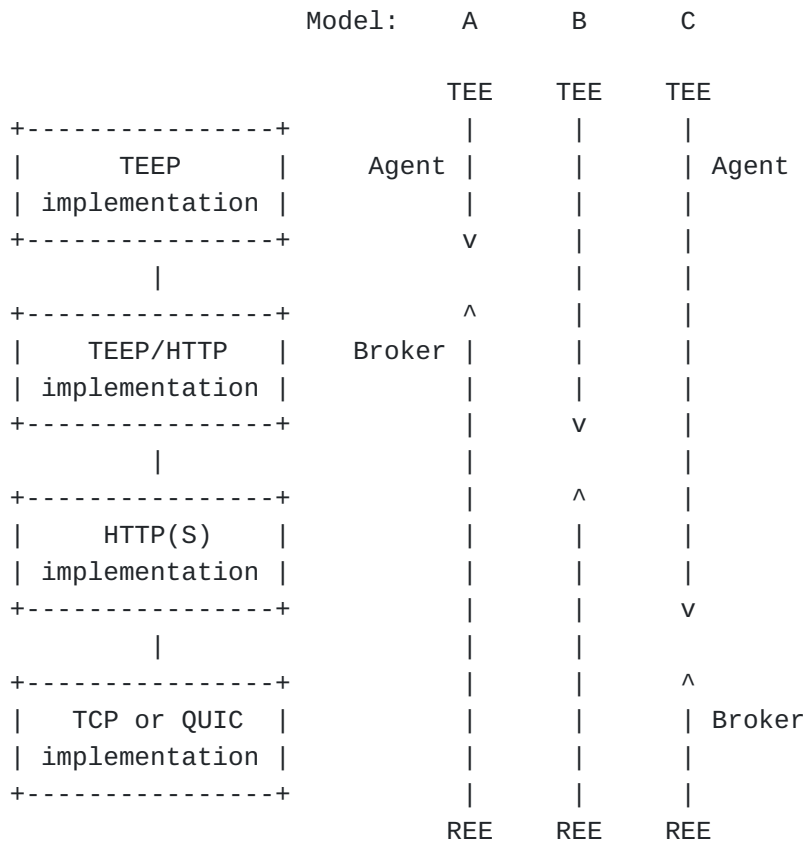 Model:    A     B     C

                            TEE   TEE   TEE
+----------------+           |     |     |
|      TEEP      |     Agent |     |     | Agent
| implementation |           |     |     |
+----------------+           v     |     |
         |                         |     |
+----------------+           ^     |     |
|    TEEP/HTTP   |    Broker |     |     |
| implementation |           |     |     |
+----------------+           |     v     |
         |                   |           |
+----------------+           |     ^     |
|     HTTP(S)    |           |     |     |
| implementation |           |     |     |
+----------------+           |     |     v
         |                   |     |
+----------------+           |     |     ^
|   TCP or QUIC  |           |     |     | Broker
| implementation |           |     |     |
+----------------+           |     |     |
                            REE   REE   REE